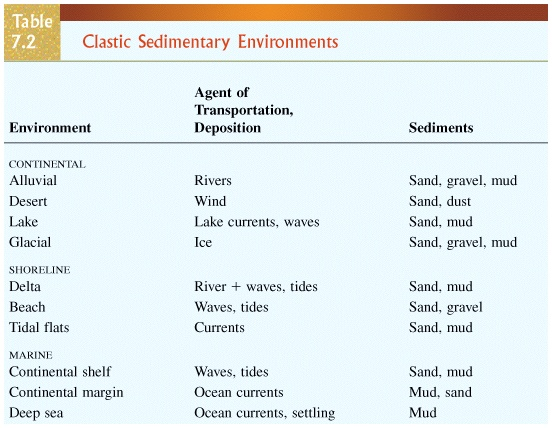 Table
7.2 Clastic Sedimentary Environments
Agent of
Transportation,
Environment Deposition Sediments
CONTINENTAL
Alluvial Rivers Sand, gravel, mud
Desert Wind Sand, dust
Lake Lake currents, waves Sand, mud
Glacial Ice Sand, gravel, mud
SHORELINE
Delta River + waves, tides Sand, mud
Beach Waves, tides Sand, gravel
Tidal flats Currents Sand, mud
MARINE
Continental shelf Waves, tides Sand, mud
Continental margin Ocean currents Mud, sand
Deep sea Ocean currents, settling Mud